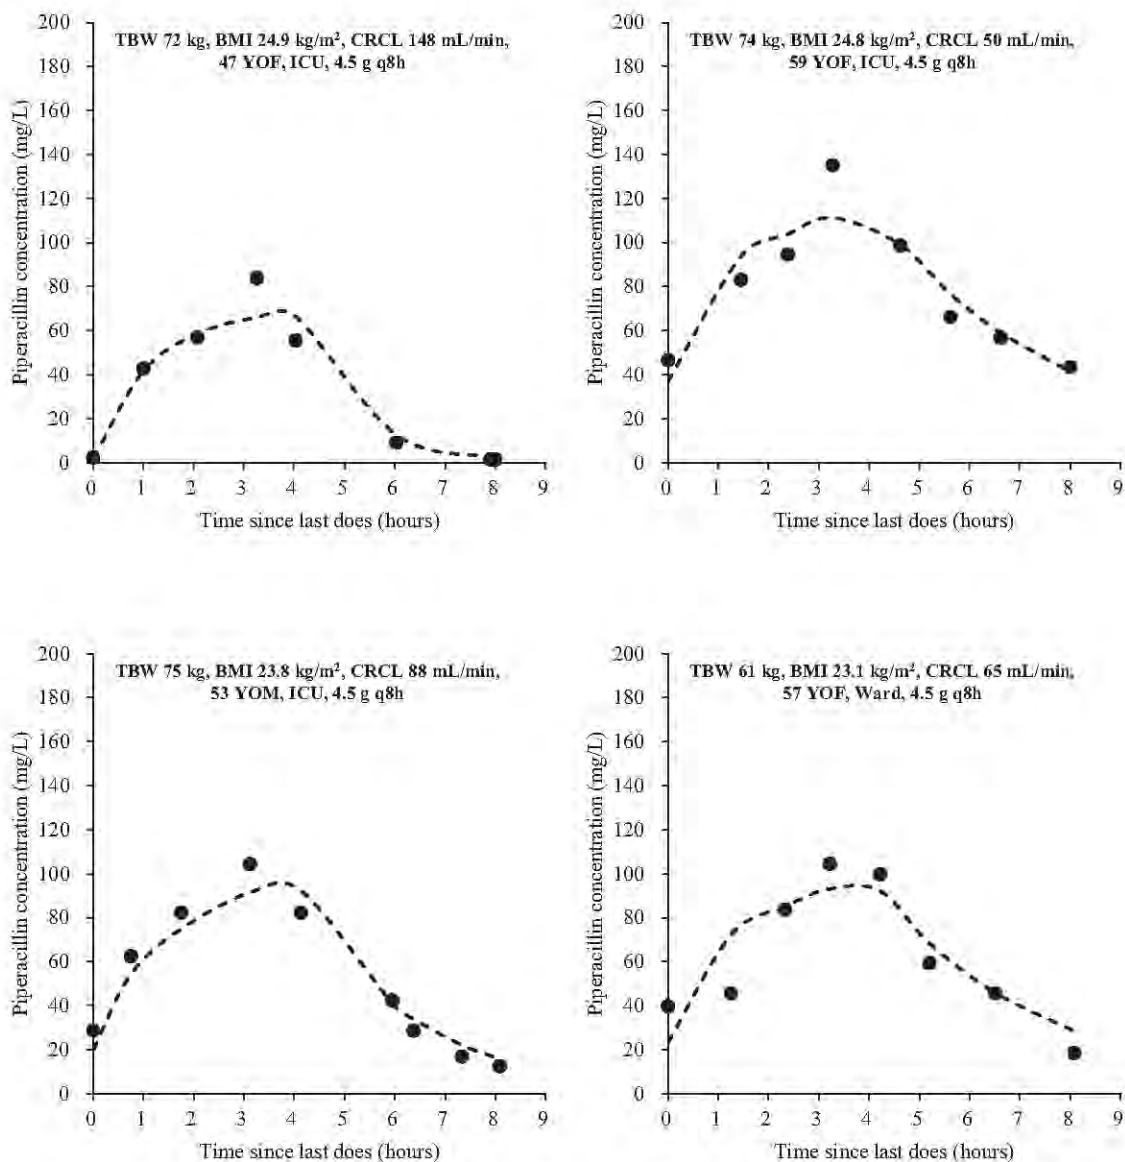 TBW 72 kg, BMI 24.9 kg/m², CRCL 148 mL/min,
47 YOF, ICU, 4.5 g q8h
Piperacillin concentration (mg/L)
200
180
160
140
120
100
80
60
40
20
0
0 1 2 3 4 5 6 7 8 9
Time since last does (hours)
TBW 74 kg, BMI 24.8 kg/m², CRCL 50 mL/min,
59 YOF, ICU, 4.5 g q8h
Piperacillin concentration (mg/L)
200
180
160
140
120
100
80
60
40
20
0
0 1 2 3 4 5 6 7 8 9
Time since last does (hours)
TBW 75 kg, BMI 23.8 kg/m², CRCL 88 mL/min,
53 YOM, ICU, 4.5 g q8h
Piperacillin concentration (mg/L)
200
180
160
140
120
100
80
60
40
20
0
0 1 2 3 4 5 6 7 8 9
Time since last does (hours)
TBW 61 kg, BMI 23.1 kg/m², CRCL 65 mL/min,
57 YOF, Ward, 4.5 g q8h
Piperacillin concentration (mg/L)
200
180
160
140
120
100
80
60
40
20
0
0 1 2 3 4 5 6 7 8 9
Time since last does (hours)